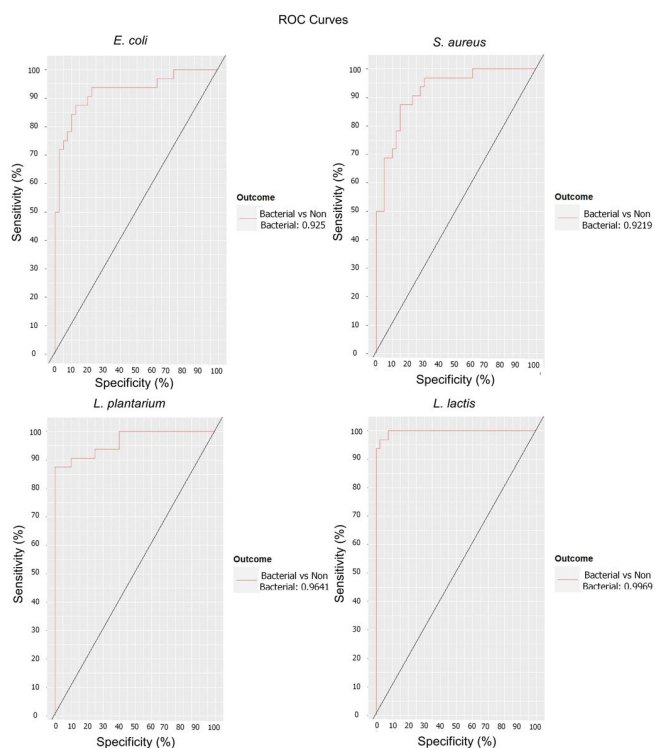 ROC Curves
E. coli
Sensitivity (%)
100
90
80
70
60
50
40
30
20
10
0
0 10 20 30 40 50 60 70 80 90 100
Specificity (%)
Outcome
Bacterial vs Non
Bacterial: 0.925
S. aureus
Sensitivity (%)
100
90
80
70
60
50
40
30
20
10
0
0 10 20 30 40 50 60 70 80 90 100
Specificity (%)
Outcome
Bacterial vs Non
Bacterial: 0.9219
L. plantarium
Sensitivity (%)
100
90
80
70
60
50
40
30
20
10
0
0 10 20 30 40 50 60 70 80 90 100
Specificity (%)
Outcome
Bacterial vs Non
Bacterial: 0.9641
L. lactis
Sensitivity (%)
100
90
80
70
60
50
40
30
20
10
0
0 10 20 30 40 50 60 70 80 90 100
Specificity (%)
Outcome
Bacterial vs Non
Bacterial: 0.9969